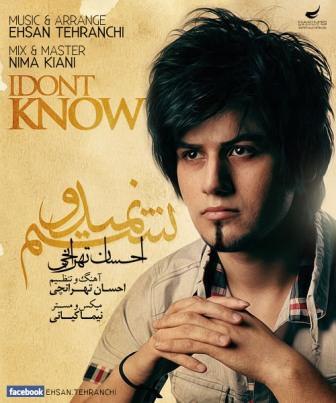 MUSIC & ARRANGE
EHSAN TEHRANCHI
MIX & MASTER
NIMA KIANI
I DONT
KNOW
نمیدونستم
احسان تهرانچی
آهنگ و تنظیم
احسان تهرانچی
میکس و مستر
نیما کیانی
facebook EHSAN.TEHRANCHI